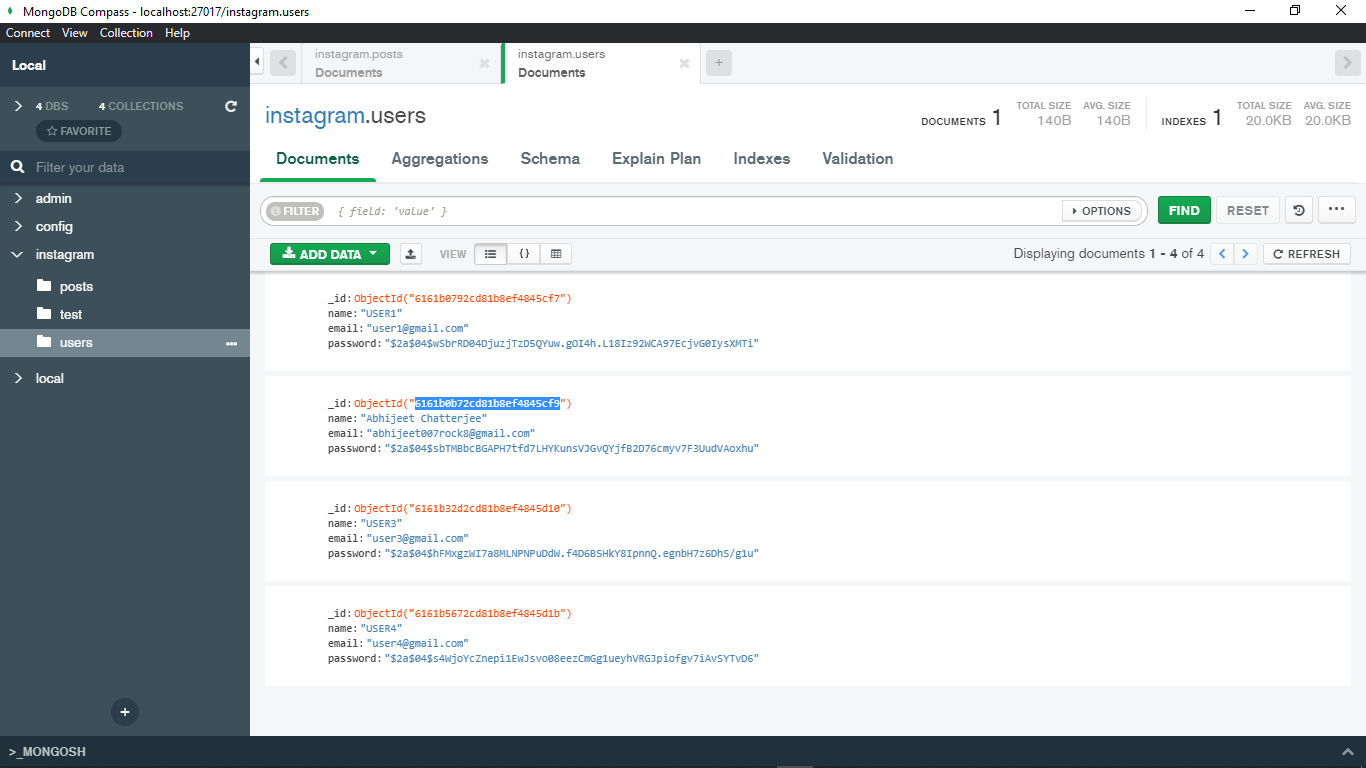 MongoDB Compass - localhost:27017/instagram.users
Connect View Collection Help
Local
4 DBS 4 COLLECTIONS
FAVORITE
Filter your data
admin
config
instagram
posts
test
users
local
>_MONGOSH
instagram.posts
Documents
instagram.users
Documents
instagram.users
DOCUMENTS 1 TOTAL SIZE 140B AVG. SIZE 140B
INDEXES 1 TOTAL SIZE 20.0KB AVG. SIZE 20.0KB
Documents Aggregations Schema Explain Plan Indexes Validation
FILTER { field: 'value' } OPTIONS FIND RESET
ADD DATA VIEW {} Displaying documents 1 - 4 of 4 REFRESH
_id: ObjectId("6161b0792cd81b8ef4845cf7")
name: "USER1"
email: "user1@gmail.com"
password: "$2a$04$wSbrRD04DjuzjTzD5QYuw.gOI4h.L18Iz92WCA97EcjvG0IysXMTi"
_id: ObjectId("6161b0b72cd81b8ef4845cf9")
name: "Abhijeet Chatterjee"
email: "abhijeet007rock8@gmail.com"
password: "$2a$04$sbTMBbcBGAPH7tfd7LHYKunsVJGvQYjfB2D76cmyv7F3UudVAoxhu"
_id: ObjectId("6161b32d2cd81b8ef4845d10")
name: "USER3"
email: "user3@gmail.com"
password: "$2a$04$hFMxgzWI7a8MLNPNPuDdW.f4D6BSHkY8IpnnQ.egnbH7z6DhS/g1u"
_id: ObjectId("6161b5672cd81b8ef4845d1b")
name: "USER4"
email: "user4@gmail.com"
password: "$2a$04$s4WjoYcZnepi1EwJsvo08eezCmGg1ueyhVRGJpiofgv7iAvSYTvD6"